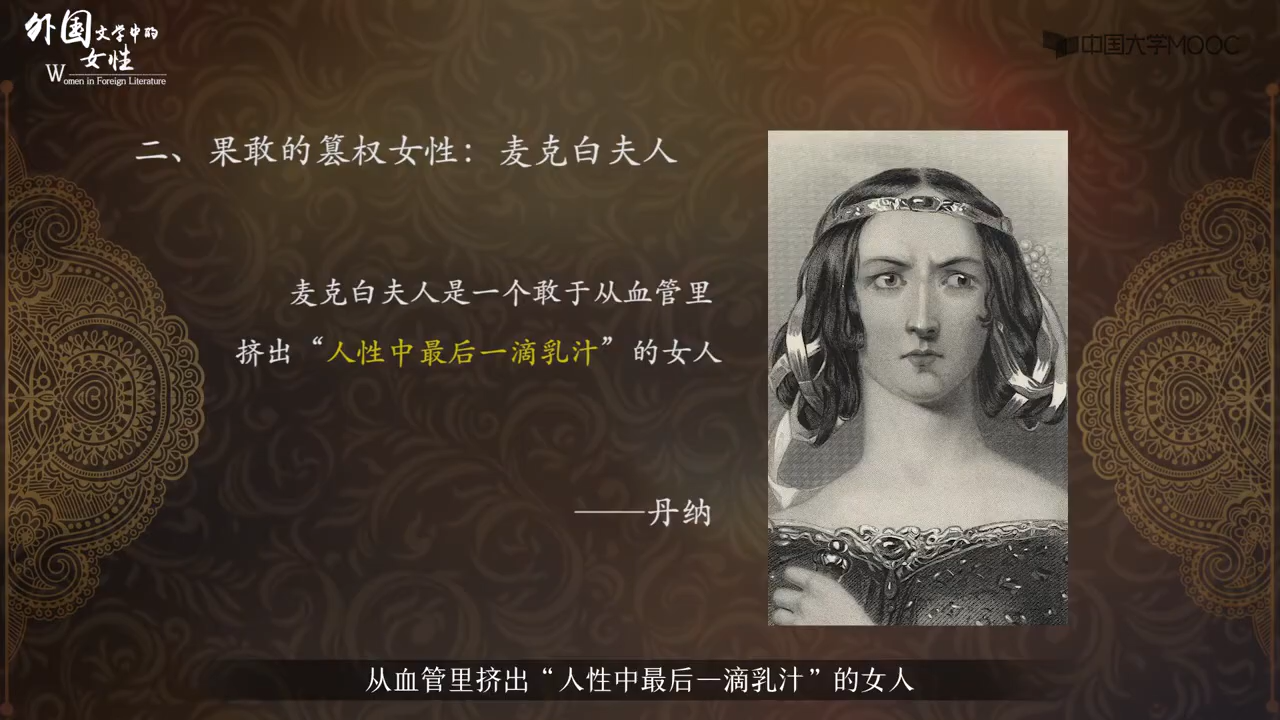 外国文学中的
女性
Women in Foreign Literature
中国大学MOOC
二、果敢的篡权女性：麦克白夫人
麦克白夫人是一个敢于从血管里
挤出“人性中最后一滴乳汁”的女人
——丹纳
从血管里挤出“人性中最后一滴乳汁”的女人